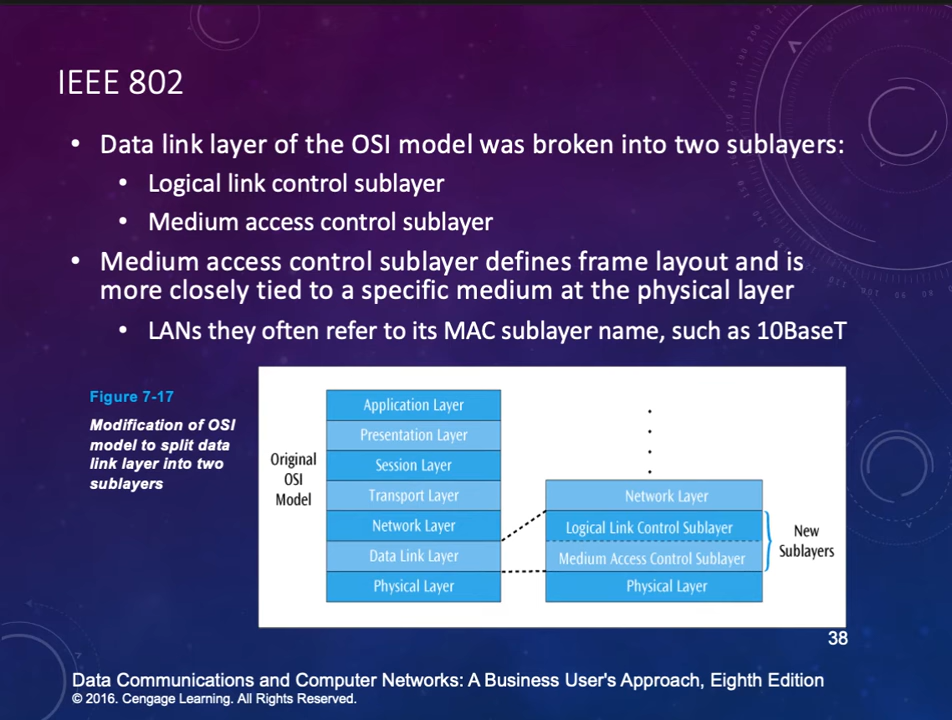 IEEE 802
• Data link layer of the OSI model was broken into two sublayers:
• Logical link control sublayer
• Medium access control sublayer
• Medium access control sublayer defines frame layout and is
more closely tied to a specific medium at the physical layer
• LANs they often refer to its MAC sublayer name, such as 10BaseT
Figure 7-17
Modification of OSI
model to split data
link layer into two
sublayers
Original
OSI
Model
Application Layer
Presentation Layer
Session Layer
Transport Layer
Network Layer
Data Link Layer
Physical Layer
Network Layer
Logical Link Control Sublayer
Medium Access Control Sublayer
Physical Layer
New
Sublayers
38
Data Communications and Computer Networks: A Business User's Approach, Eighth Edition
© 2016. Cengage Learning. All Rights Reserved.